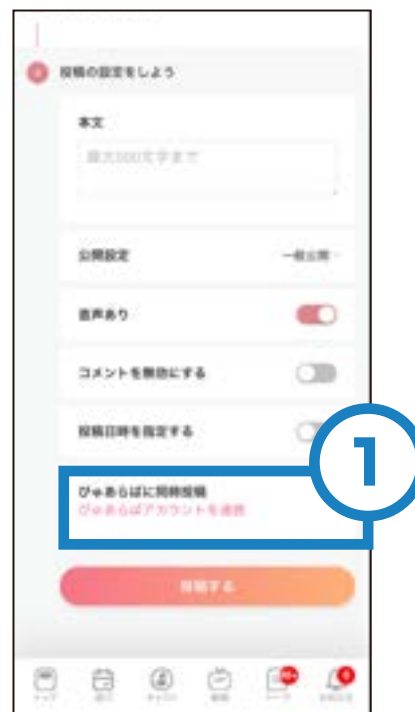 投稿の設定をしよう
本文
最大500文字まで
公開設定
一般公開
音声あり
コメントを無効にする
投稿日時を指定する
1
ぴゅあらばに同時投稿
ぴゅあらばアカウントを連携
投稿する